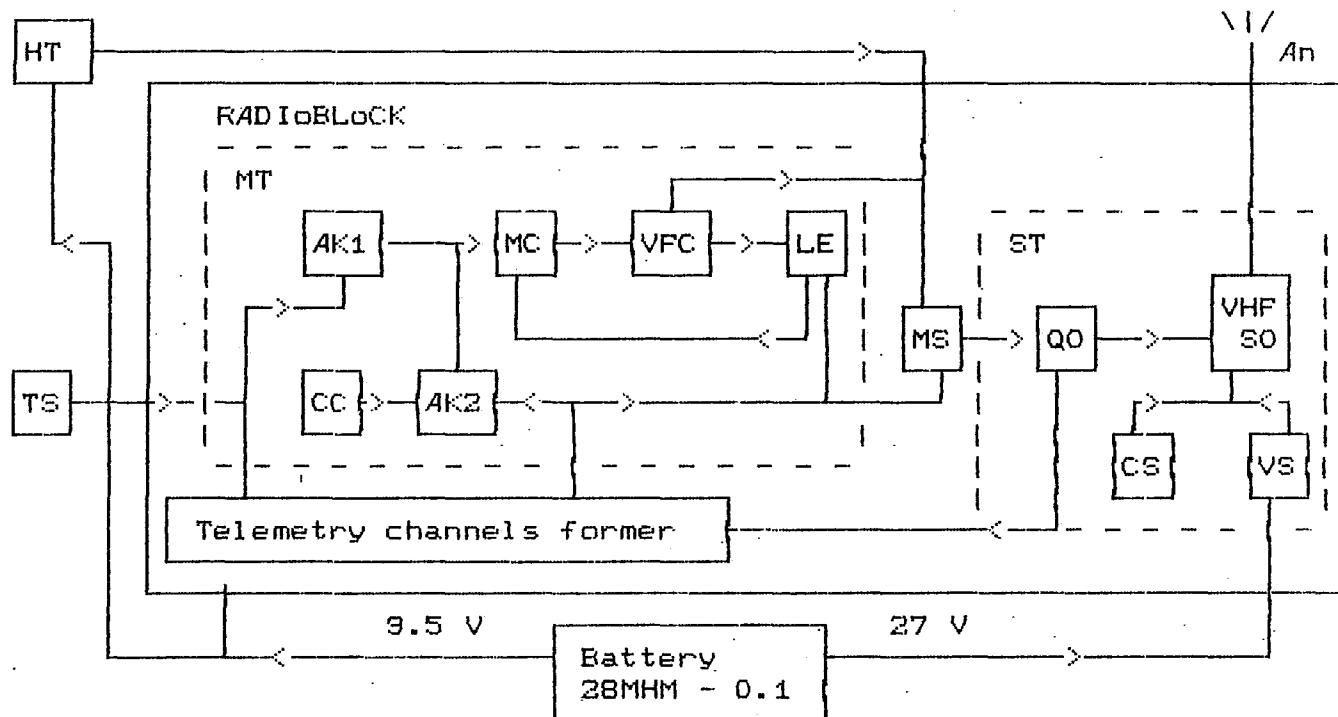 HT
An
RADIoBLoCK
MT
AK1
MC
VFC
LE
ST
VHF
SO
MS
QO
TS
CC
AK2
CS
VS
Telemetry channels former
9.5 V
27 V
Battery
28MHM - 0.1